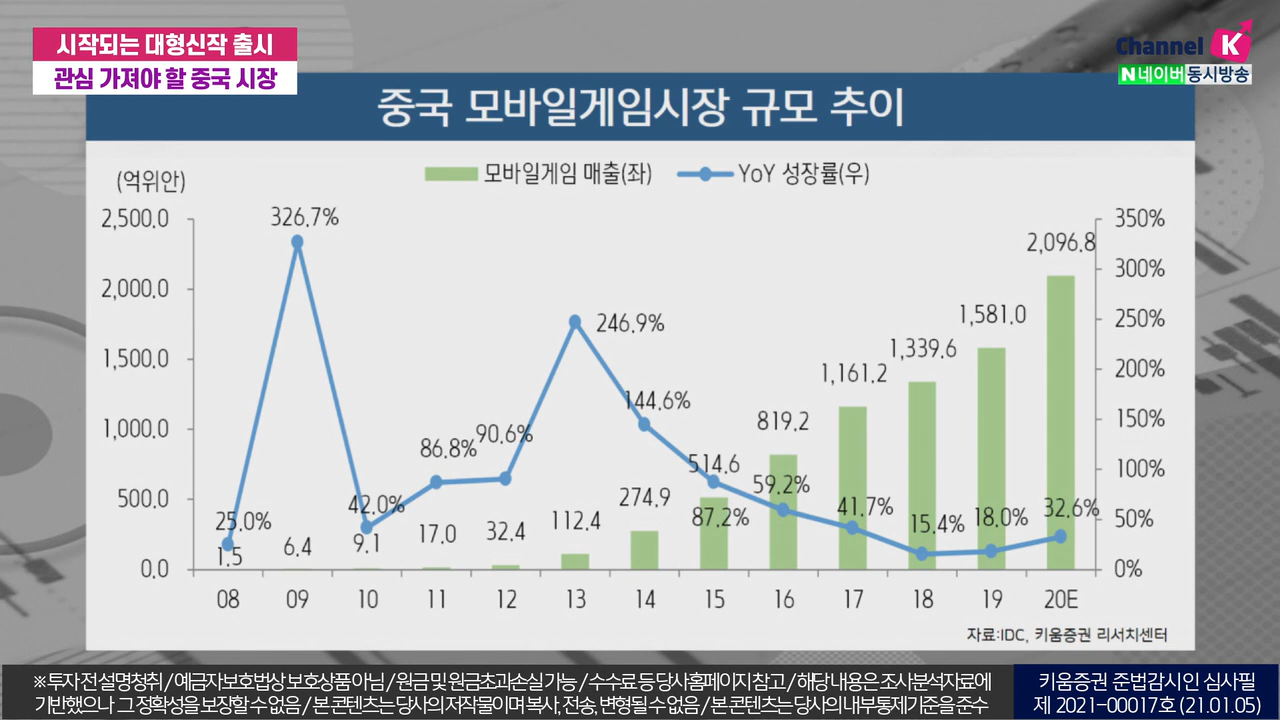 시작되는 대형신작 출시
관심 가져야 할 중국 시장
Channel K
N 네이버 동시방송
중국 모바일게임시장 규모 추이
(억위안)
모바일게임 매출(좌) YoY 성장률(우)
2,500.0
2,000.0
1,500.0
1,000.0
500.0
0.0
350%
300%
250%
200%
150%
100%
50%
0%
25.0% 326.7% 42.0% 86.8% 90.6% 246.9% 144.6% 87.2% 59.2% 41.7% 15.4% 18.0% 32.6%
1.5 6.4 9.1 17.0 32.4 112.4 274.9 514.6 819.2 1,161.2 1,339.6 1,581.0 2,096.8
08 09 10 11 12 13 14 15 16 17 18 19 20E
자료:IDC, 키움증권 리서치센터
※ 투자 전 설명청취 / 예금자보호법상 보호상품 아님 / 원금 및 원금초과손실 가능 / 수수료 등 당사홈페이지 참고 / 해당 내용은 조사분석자료에
기반했으나 그 정확성을 보장할 수 없음 / 본 콘텐츠는 당사의 저작물이며 복사, 전송, 변형될 수 없음 / 본 콘텐츠는 당사의 내부통제기준을 준수
키움증권 준법감시인 심사필
제 2021-00017호 (21.01.05)